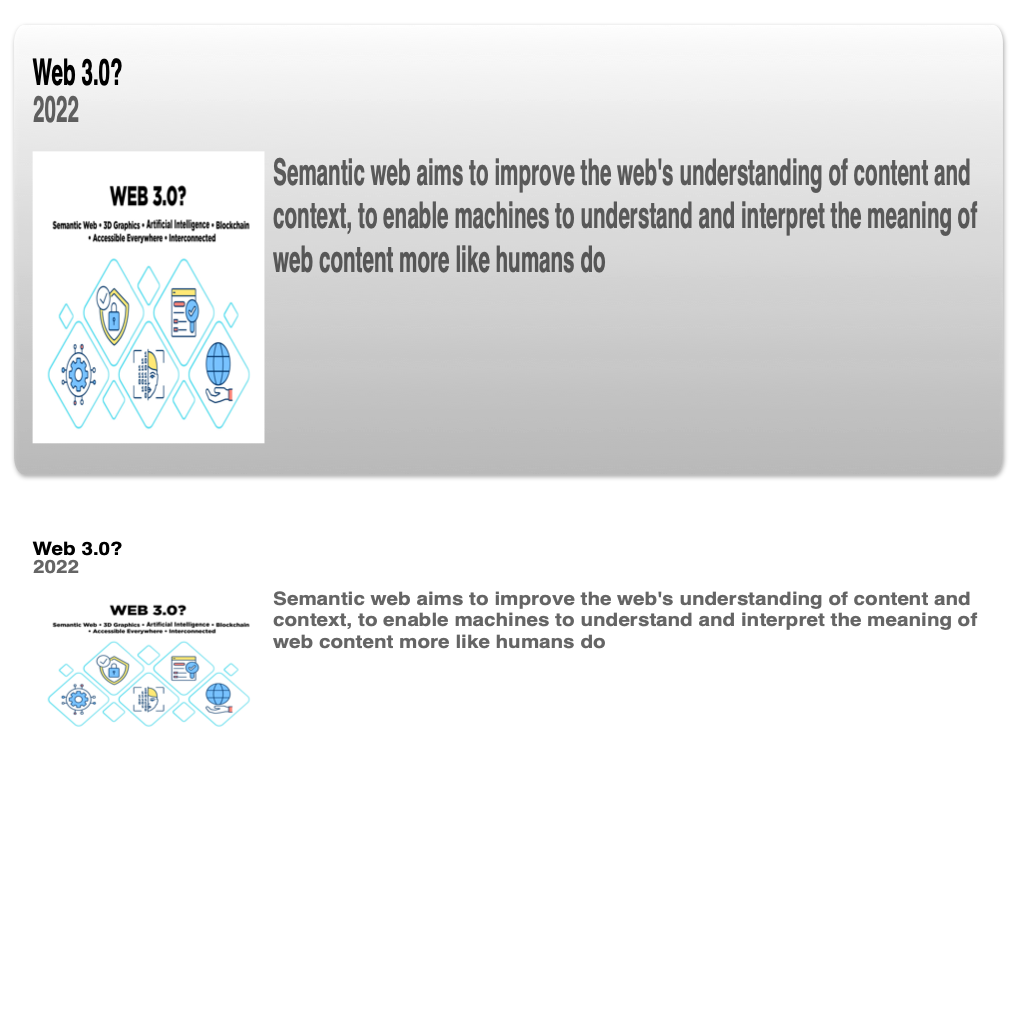 Web 3.0?
2022
WEB 3.0?
Semantic Web • 3D Graphics • Artificial Intelligence • Blockchain
• Accessible Everywhere • Interconnected
Semantic web aims to improve the web's understanding of content and
context, to enable machines to understand and interpret the meaning of
web content more like humans do
Web 3.0?
2022
WEB 3.0?
Semantic Web • 3D Graphics • Artificial Intelligence • Blockchain
• Accessible Everywhere • Interconnected
Semantic web aims to improve the web's understanding of content and
context, to enable machines to understand and interpret the meaning of
web content more like humans do